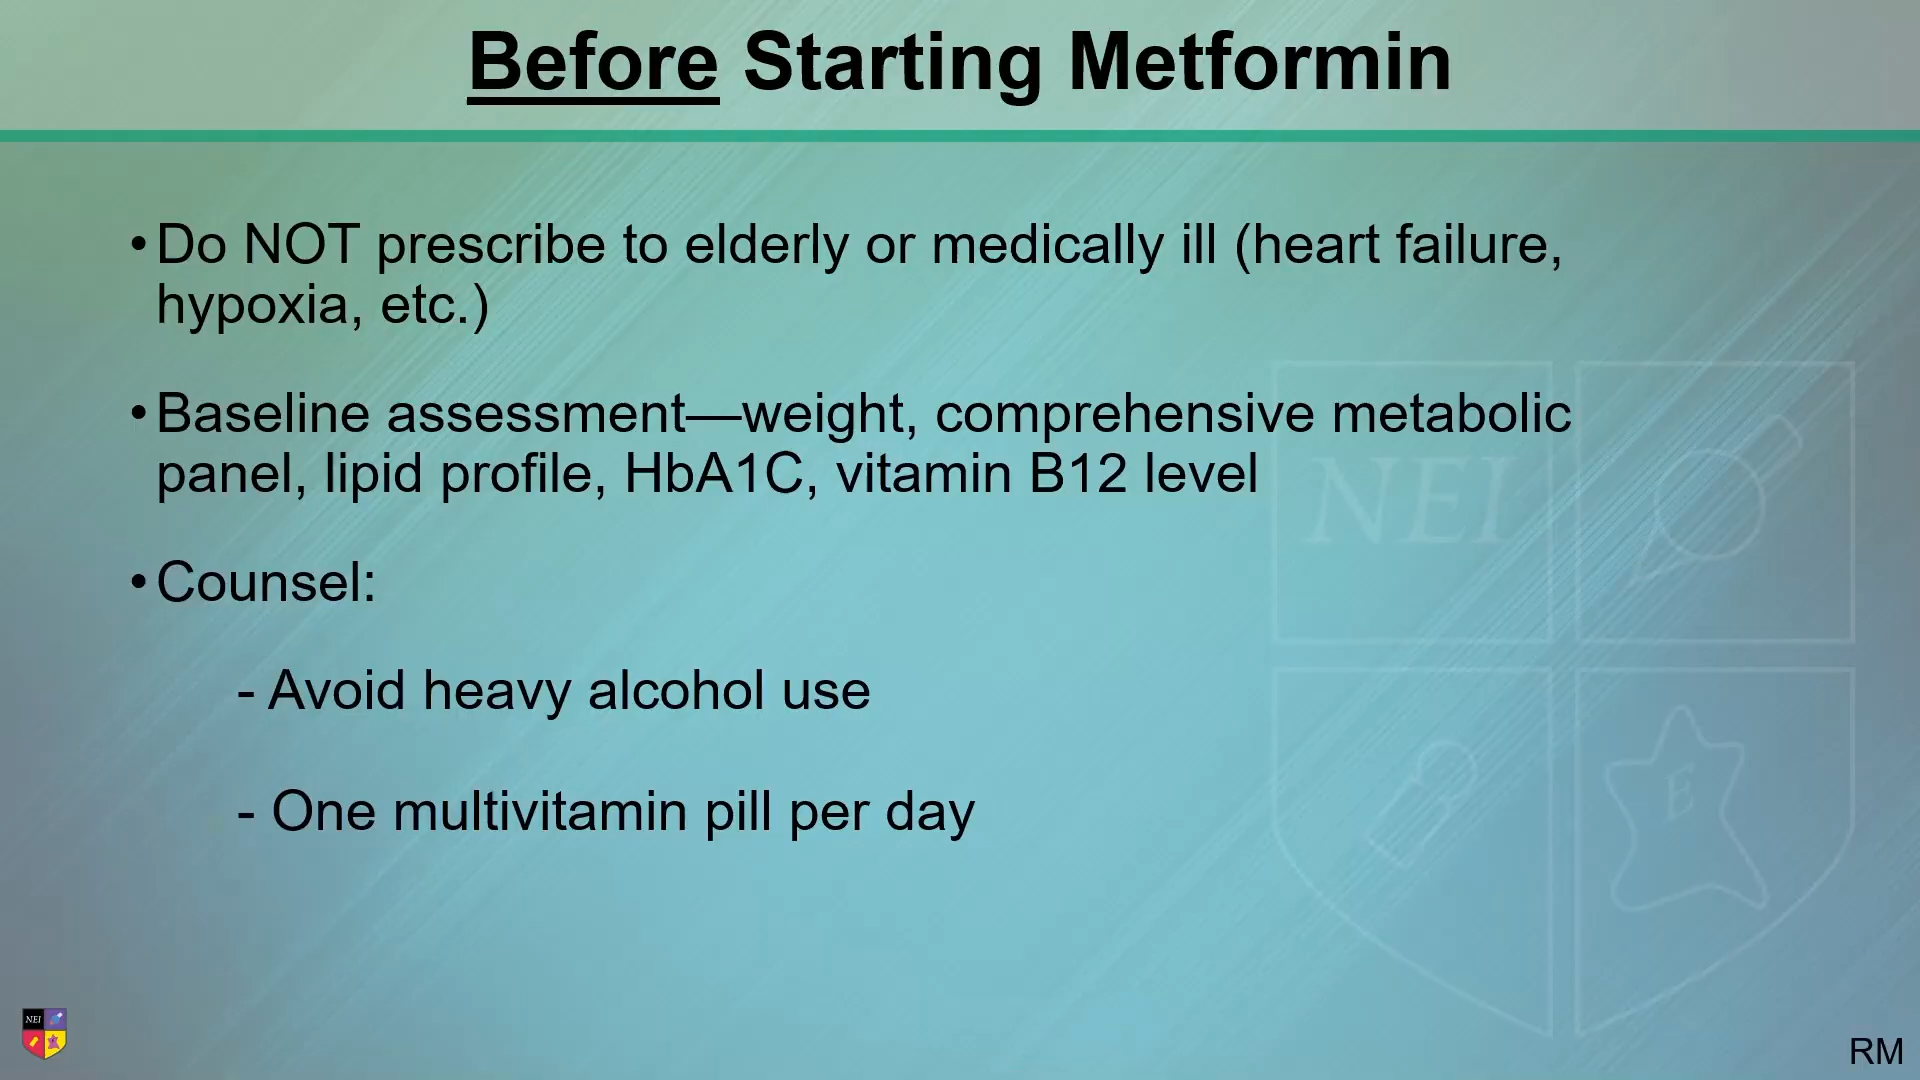 Before Starting Metformin
•Do NOT prescribe to elderly or medically ill (heart failure,
hypoxia, etc.)
•Baseline assessment—weight, comprehensive metabolic
panel, lipid profile, HbA1C, vitamin B12 level
•Counsel:
- Avoid heavy alcohol use
- One multivitamin pill per day
NEI
E
NEI
RM